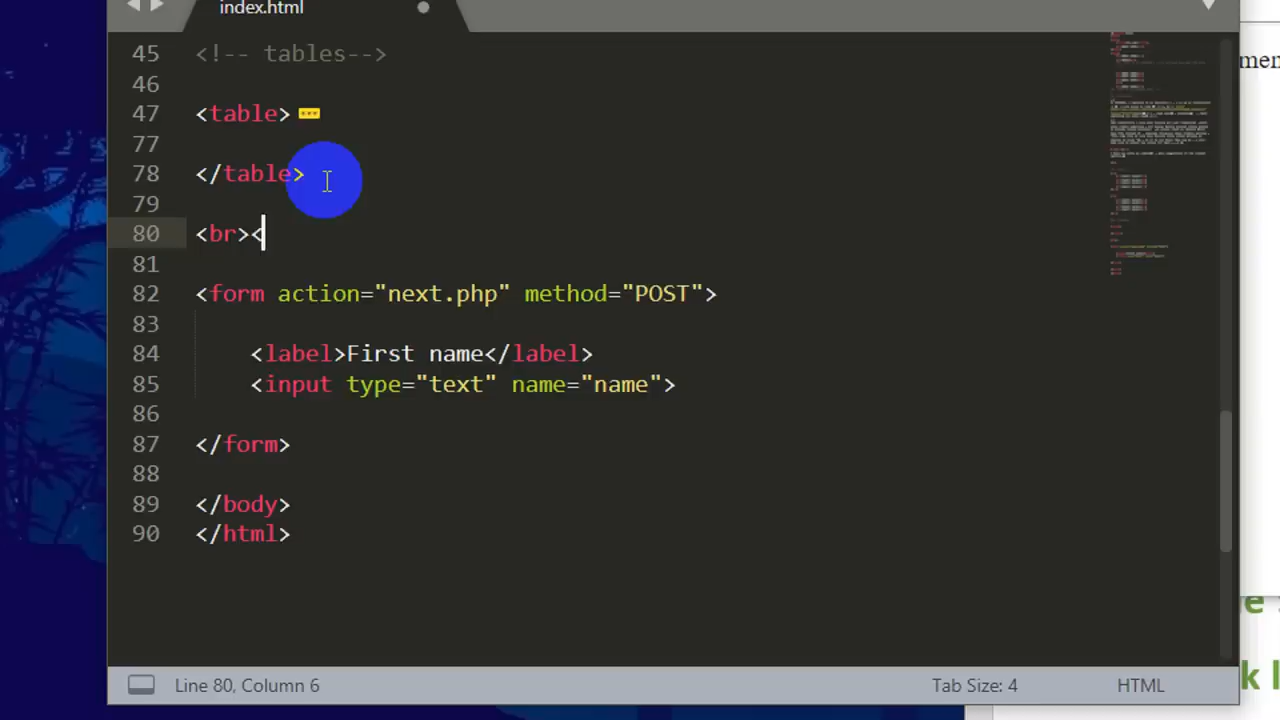 index.html
45 <!-- tables-->
46
47 <table>
77
78 </table>
79
80 <br><
81
82 <form action="next.php" method="POST">
83
84 <label>First name</label>
85 <input type="text" name="name">
86
87 </form>
88
89 </body>
90 </html>
men
e
k l
Line 80, Column 6 Tab Size: 4 HTML